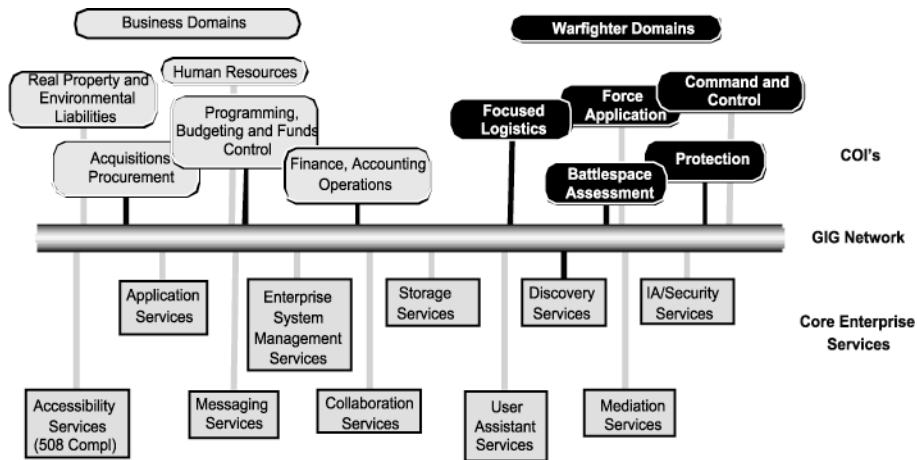 Business Domains
Warfighter Domains
Real Property and
Environmental
Liabilities
Human Resources
Programming,
Budgeting and Funds
Control
Acquisitions
Procurement
Finance, Accounting
Operations
Focused
Logistics
Force
Application
Command and
Control
Battlespace
Assessment
Protection
COI's
GIG Network
Application
Services
Enterprise
System
Management
Services
Storage
Services
Discovery
Services
IA/Security
Services
Core Enterprise
Services
Accessibility
Services
(508 Compl)
Messaging
Services
Collaboration
Services
User
Assistant
Services
Mediation
Services